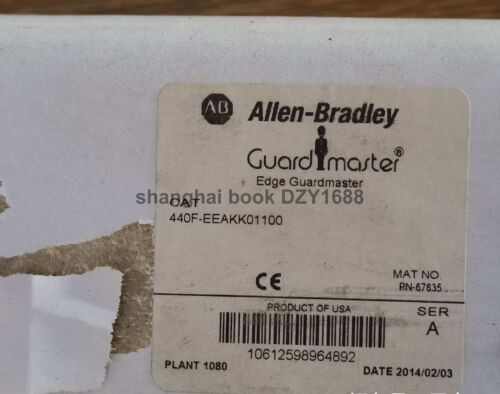 AB Allen-Bradley
Guardmaster®
Edge Guardmaster
shanghai book DZY1688
CAT
440F-EEAKK01100
CE
MAT NO.
PN-67635
PRODUCT OF USA
SER
A
10612598964892
PLANT 1080
DATE 2014/02/03